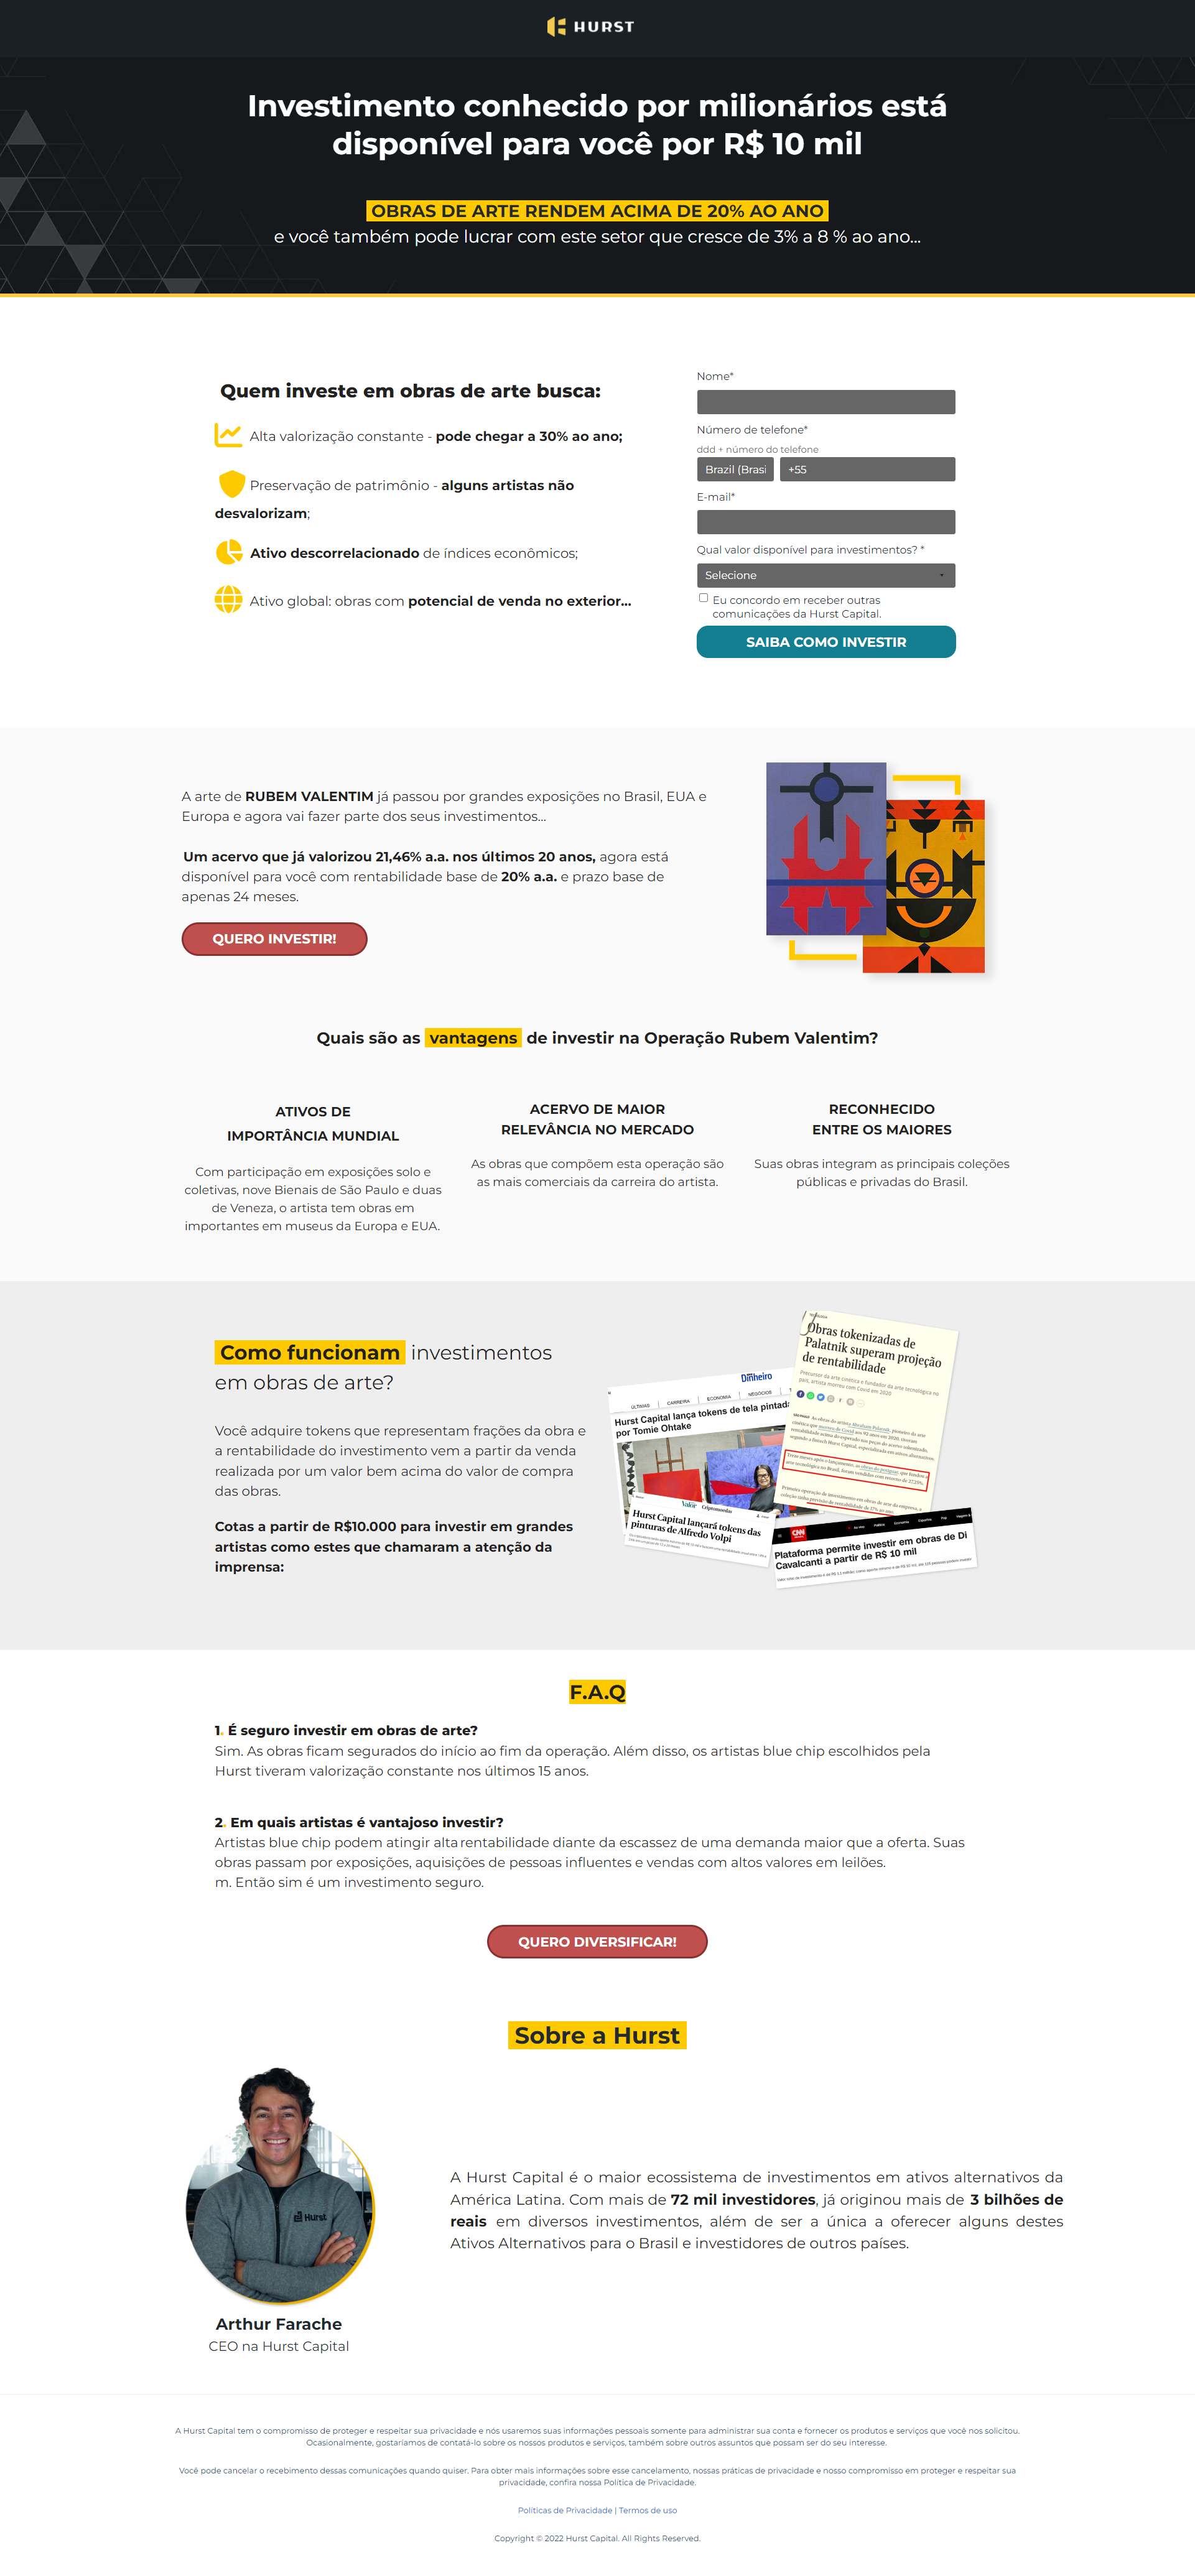 HURST
Investimento conhecido por milionários está
disponível para você por R$ 10 mil
OBRAS DE ARTE RENDEM ACIMA DE 20% AO ANO
e você também pode lucrar com este setor que cresce de 3% a 8 % ao ano...
Quem investe em obras de arte busca:
Alta valorização constante - pode chegar a 30% ao ano;
Preservação de patrimônio - alguns artistas não
desvalorizam;
Ativo descorrelacionado de índices econômicos;
Ativo global: obras com potencial de venda no exterior...
Nome*
Número de telefone*
ddd + número do telefone
Brazil (Brasi
+55
E-mail*
Qual valor disponível para investimentos? *
Selecione
Eu concordo em receber outras
comunicações da Hurst Capital.
SAIBA COMO INVESTIR
A arte de RUBEM VALENTIM já passou por grandes exposições no Brasil, EUA e
Europa e agora vai fazer parte dos seus investimentos...
Um acervo que já valorizou 21,46% a.a. nos últimos 20 anos, agora está
disponível para você com rentabilidade base de 20% a.a. e prazo base de
apenas 24 meses.
QUERO INVESTIR!
Quais são as vantagens de investir na Operação Rubem Valentim?
ATIVOS DE
IMPORTÂNCIA MUNDIAL
Com participação em exposições solo e
coletivas, nove Bienais de São Paulo e duas
de Veneza, o artista tem obras em
importantes em museus da Europa e EUA.
ACERVO DE MAIOR
RELEVÂNCIA NO MERCADO
As obras que compõem esta operação são
as mais comerciais da carreira do artista.
RECONHECIDO
ENTRE OS MAIORES
Suas obras integram as principais coleções
públicas e privadas do Brasil.
Como funcionam investimentos
em obras de arte?
Você adquire tokens que representam frações da obra e
a rentabilidade do investimento vem a partir da venda
realizada por um valor bem acima do valor de compra
das obras.
Cotas a partir de R$10.000 para investir em grandes
artistas como estes que chamaram a atenção da
imprensa:
Obras tokenizadas de
Palatnik superam projeção
de rentabilidade
Precursor da arte cinética e fundador da arte tecnológica no
país, artista morreu com Covid em 2020
Dinheiro
ÚLTIMAS
CARREIRA
ECONOMIA
NEGÓCIOS
Hurst Capital lança tokens de tela pintada
por Tomie Ohtake
Valor Criptomoedas
Hurst Capital lançará tokens das
pinturas de Alfredo Volpi
CNN
Plataforma permite investir em obras de Di
Cavalcanti a partir de R$ 10 mil
F.A.Q
1. É seguro investir em obras de arte?
Sim. As obras ficam segurados do início ao fim da operação. Além disso, os artistas blue chip escolhidos pela
Hurst tiveram valorização constante nos últimos 15 anos.
2. Em quais artistas é vantajoso investir?
Artistas blue chip podem atingir alta rentabilidade diante da escassez de uma demanda maior que a oferta. Suas
obras passam por exposições, aquisições de pessoas influentes e vendas com altos valores em leilões.
m. Então sim é um investimento seguro.
QUERO DIVERSIFICAR!
Sobre a Hurst
Hurst
A Hurst Capital é o maior ecossistema de investimentos em ativos alternativos da
América Latina. Com mais de 72 mil investidores, já originou mais de 3 bilhões de
reais em diversos investimentos, além de ser a única a oferecer alguns destes
Ativos Alternativos para o Brasil e investidores de outros países.
Arthur Farache
CEO na Hurst Capital
A Hurst Capital tem o compromisso de proteger e respeitar sua privacidade e nós usaremos suas informações pessoais somente para administrar sua conta e fornecer os produtos e serviços que você nos solicitou.
Ocasionalmente, gostaríamos de contatá-lo sobre os nossos produtos e serviços, também sobre outros assuntos que possam ser do seu interesse.
Você pode cancelar o recebimento dessas comunicações quando quiser. Para obter mais informações sobre esse cancelamento, nossas práticas de privacidade e nosso compromisso em proteger e respeitar sua
privacidade, confira nossa Política de Privacidade.
Políticas de Privacidade | Termos de uso
Copyright © 2022 Hurst Capital. All Rights Reserved.